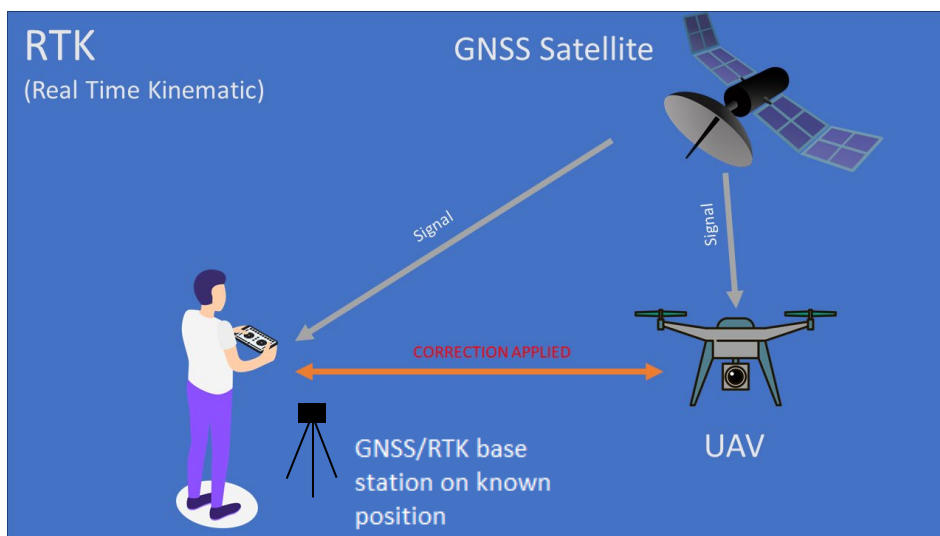 RTK
(Real Time Kinematic)
GNSS Satellite
Signal
Signal
CORRECTION APPLIED
UAV
GNSS/RTK base
station on known
position